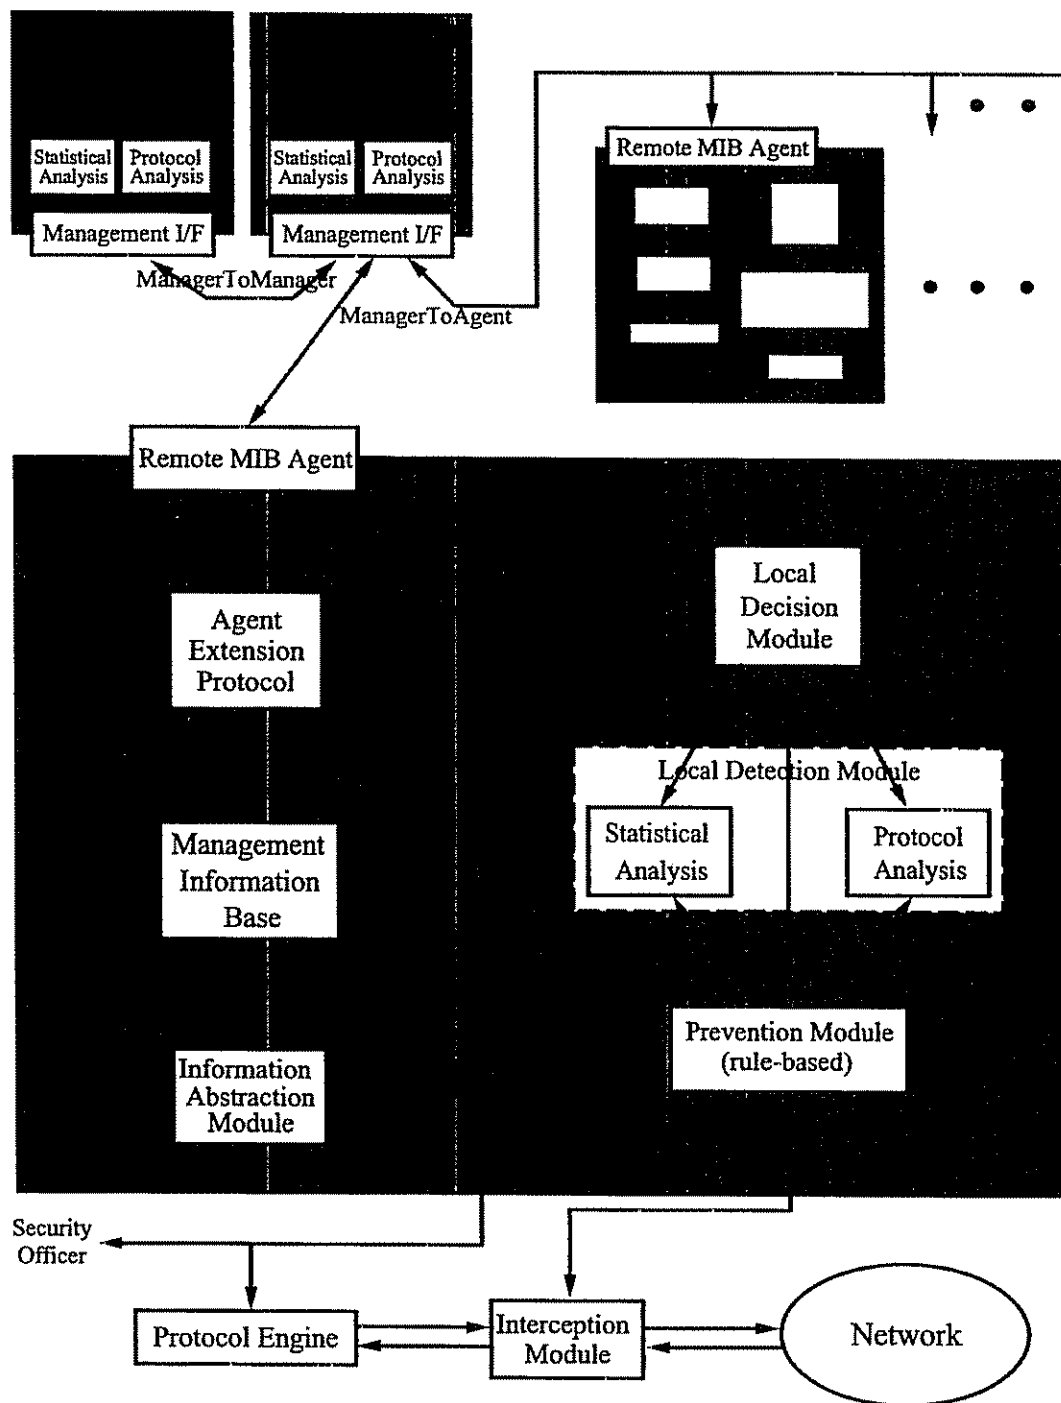 Statistical
Analysis
Protocol
Analysis
Statistical
Analysis
Protocol
Analysis
Management I/F
Management I/F
ManagerToManager
ManagerToAgent
Remote MIB Agent
Remote MIB Agent
Agent
Extension
Protocol
Local
Decision
Module
Local Detection Module
Statistical
Analysis
Protocol
Analysis
Management
Information
Base
Prevention Module
(rule-based)
Information
Abstraction
Module
Security
Officer
Protocol Engine
Interception
Module
Network